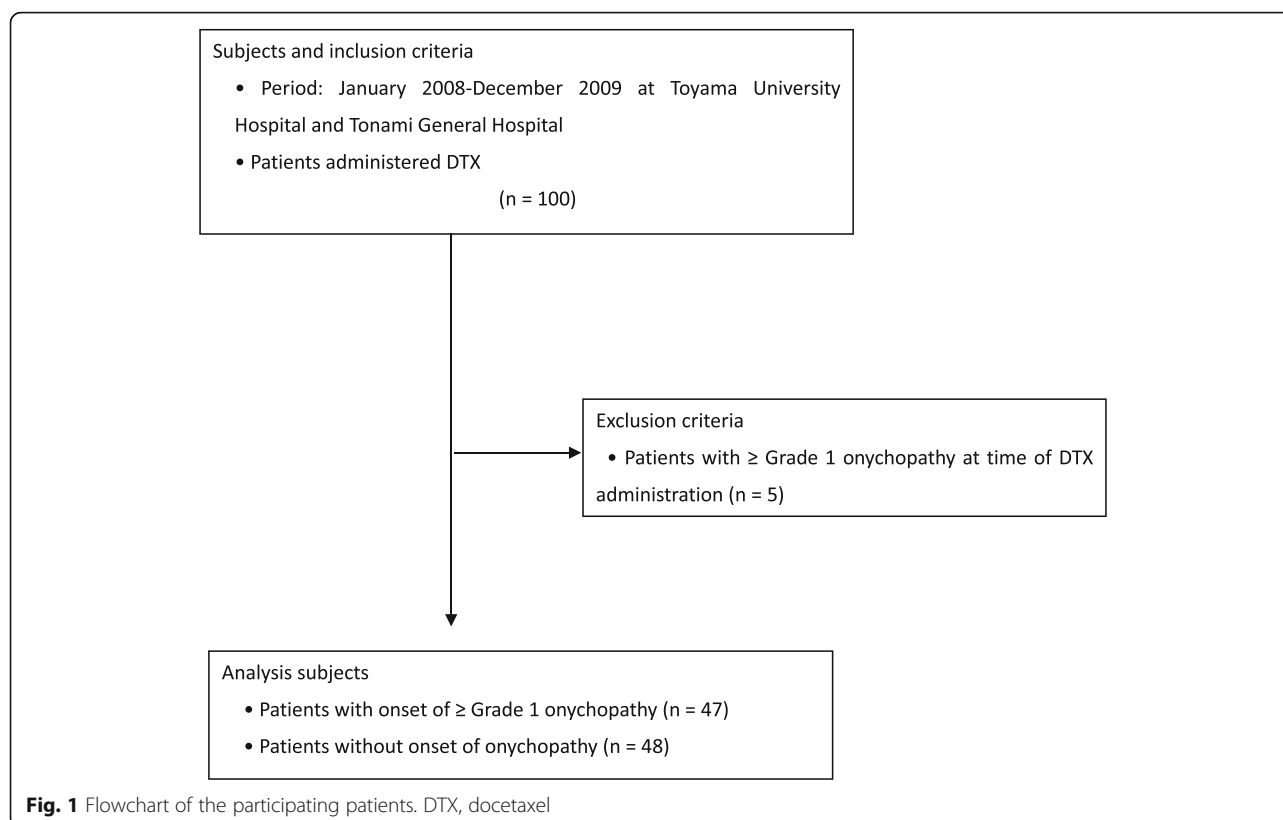 Subjects and inclusion criteria
• Period: January 2008-December 2009 at Toyama University
Hospital and Tonami General Hospital
• Patients administered DTX
(n = 100)
Exclusion criteria
• Patients with ≥ Grade 1 onychopathy at time of DTX
administration (n = 5)
Analysis subjects
• Patients with onset of ≥ Grade 1 onychopathy (n = 47)
• Patients without onset of onychopathy (n = 48)
Fig. 1 Flowchart of the participating patients. DTX, docetaxel